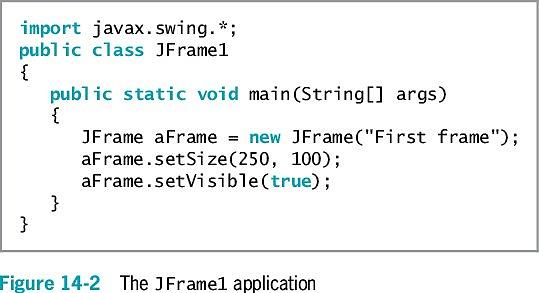 import javax.swing.*;
public class JFrame1
{
   public static void main(String[] args)
   {
      JFrame aFrame = new JFrame("First frame");
      aFrame.setSize(250, 100);
      aFrame.setVisible(true);
   }
}
Figure 14-2 The JFrame1 application